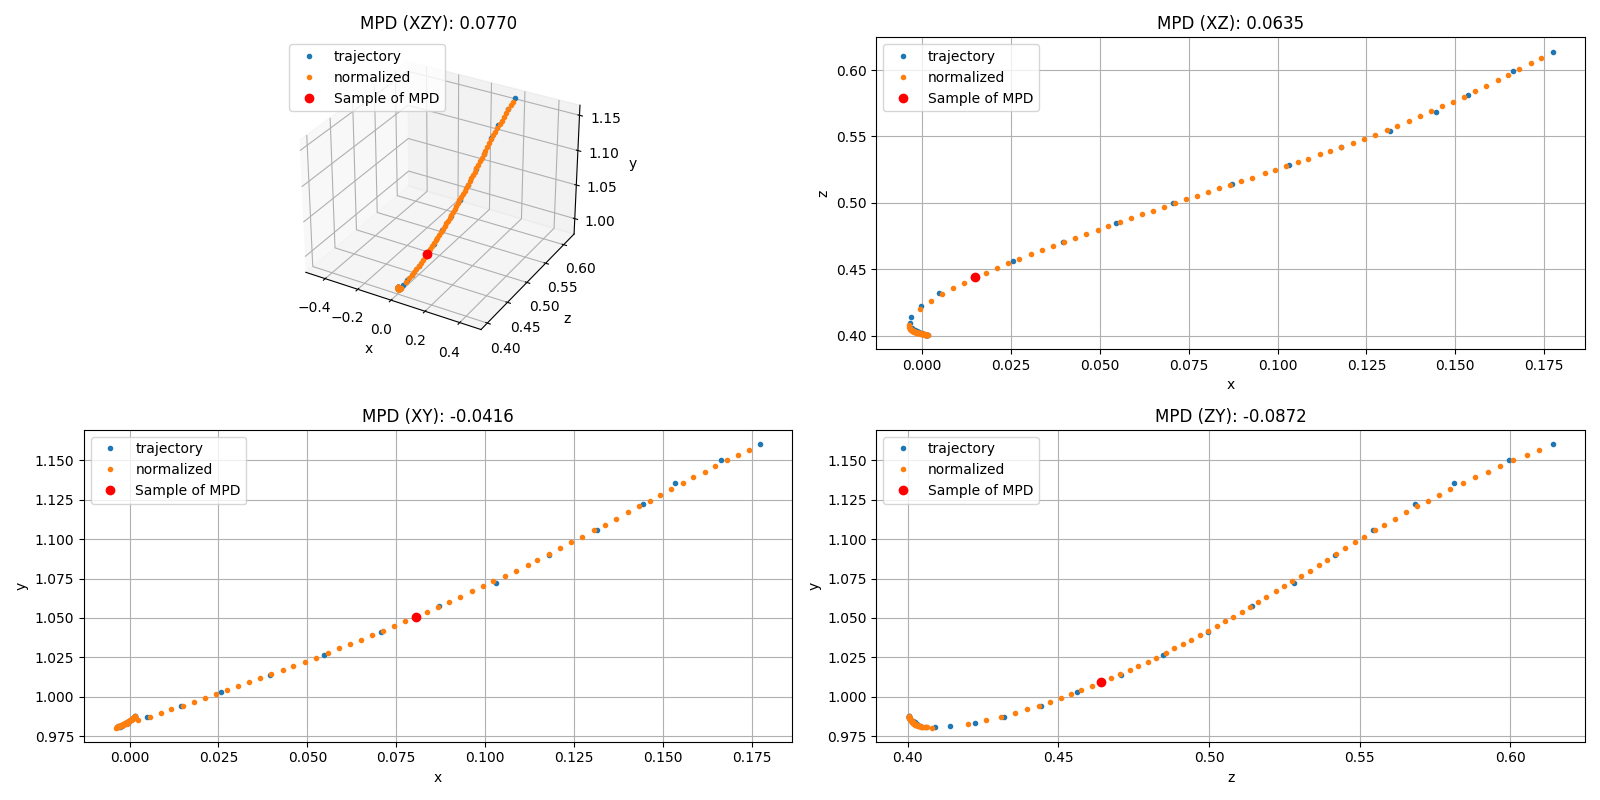 MPD (XZY): 0.0770
trajectory
normalized
Sample of MPD
1.15
1.10
1.05
1.00
y
0.60
0.55
0.50
0.45
0.40
z
−0.4
−0.2
0.0
0.2
0.4
x
MPD (XZ): 0.0635
trajectory
normalized
Sample of MPD
0.60
0.55
0.50
0.45
0.40
z
0.000 0.025 0.050 0.075 0.100 0.125 0.150 0.175
x
MPD (XY): -0.0416
trajectory
normalized
Sample of MPD
1.150
1.125
1.100
1.075
1.050
1.025
1.000
0.975
y
0.000 0.025 0.050 0.075 0.100 0.125 0.150 0.175
x
MPD (ZY): -0.0872
trajectory
normalized
Sample of MPD
1.150
1.125
1.100
1.075
1.050
1.025
1.000
0.975
y
0.40 0.45 0.50 0.55 0.60
z